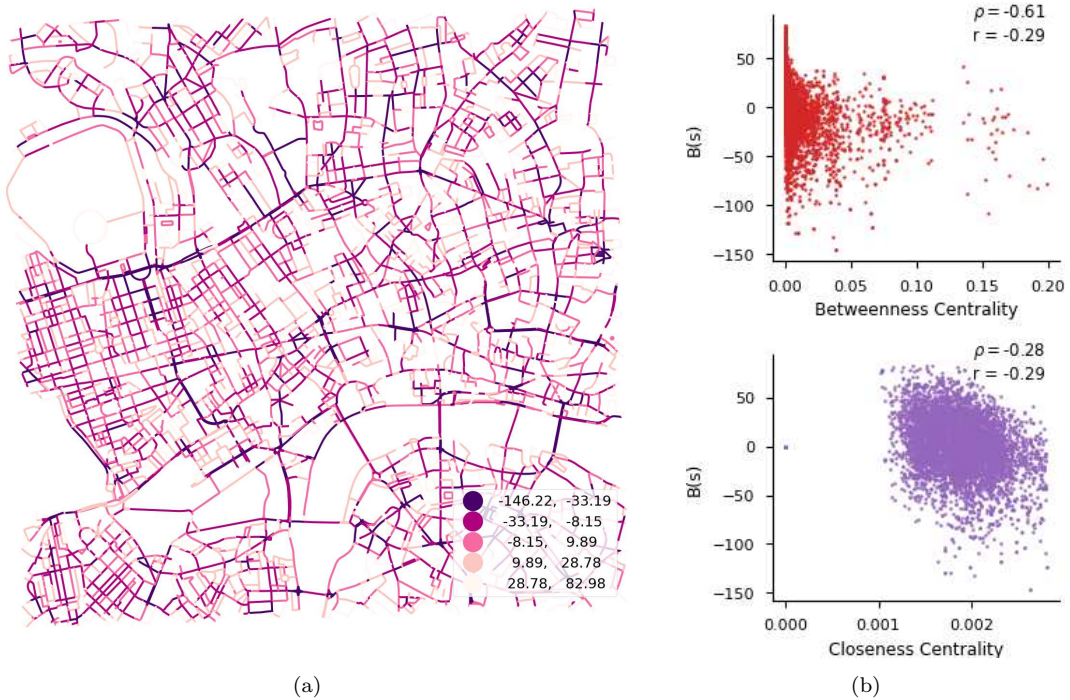 -146.22, -33.19
-33.19, -8.15
-8.15, 9.89
9.89, 28.78
28.78, 82.98
(a)
ρ = -0.61
r = -0.29
50
0
−50
−100
−150
B(s)
0.00 0.05 0.10 0.15 0.20
Betweenness Centrality
ρ = -0.28
r = -0.29
50
0
−50
−100
−150
B(s)
0.000 0.001 0.002
Closeness Centrality
(b)